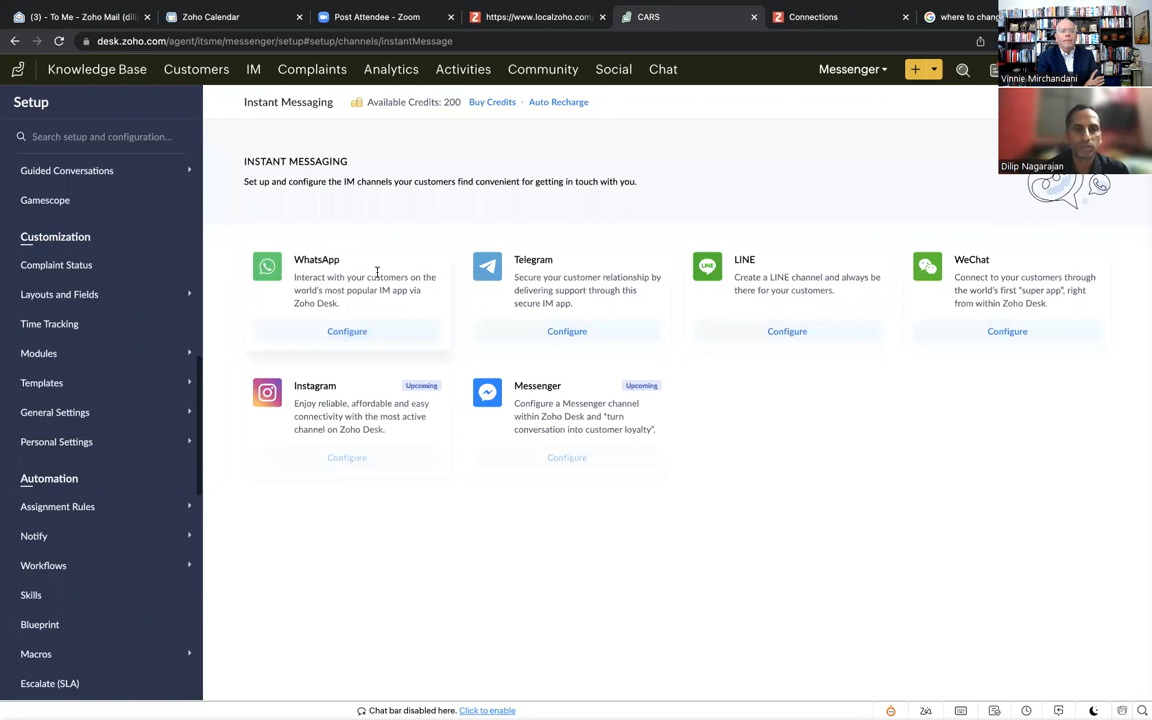 (3) - To Me - Zoho Mail (dili
Zoho Calendar
Post Attendee - Zoom
https://www.localzoho.com
CARS
Connections
where to chang
desk.zoho.com/agent/itsme/messenger/setup#setup/channels/instantMessage
Knowledge Base
Customers
IM
Complaints
Analytics
Activities
Community
Social
Chat
Messenger
Vinnie Mirchandani
Dilip Nagarajan
Setup
Search setup and configuration...
Guided Conversations
Gamescope
Customization
Complaint Status
Layouts and Fields
Time Tracking
Modules
Templates
General Settings
Personal Settings
Automation
Assignment Rules
Notify
Workflows
Skills
Blueprint
Macros
Escalate (SLA)
Instant Messaging
Available Credits: 200
Buy Credits
Auto Recharge
INSTANT MESSAGING
Set up and configure the IM channels your customers find convenient for getting in touch with you.
WhatsApp
Interact with your customers on the
world's most popular IM app via
Zoho Desk.
Configure
Telegram
Secure your customer relationship by
delivering support through this
secure IM app.
Configure
LINE
Create a LINE channel and always be
there for your customers.
Configure
WeChat
Connect to your customers through
the world's first "super app", right
from within Zoho Desk.
Configure
Instagram
Upcoming
Enjoy reliable, affordable and easy
connectivity with the most active
channel on Zoho Desk.
Configure
Messenger
Upcoming
Configure a Messenger channel
within Zoho Desk and "turn
conversation into customer loyalty".
Configure
Chat bar disabled here. Click to enable